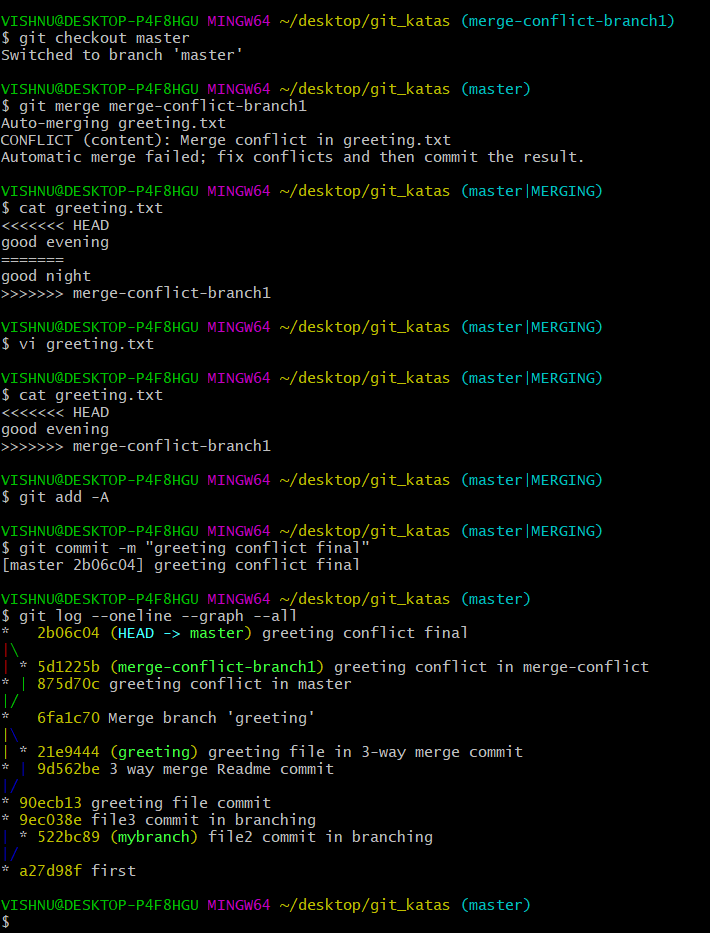 VISHNU@DESKTOP-P4F8HGU MINGW64 ~/desktop/git_katas (merge-conflict-branch1)
$ git checkout master
Switched to branch 'master'

VISHNU@DESKTOP-P4F8HGU MINGW64 ~/desktop/git_katas (master)
$ git merge merge-conflict-branch1
Auto-merging greeting.txt
CONFLICT (content): Merge conflict in greeting.txt
Automatic merge failed; fix conflicts and then commit the result.

VISHNU@DESKTOP-P4F8HGU MINGW64 ~/desktop/git_katas (master|MERGING)
$ cat greeting.txt
<<<<<<< HEAD
good evening
=======
good night
>>>>>>> merge-conflict-branch1

VISHNU@DESKTOP-P4F8HGU MINGW64 ~/desktop/git_katas (master|MERGING)
$ vi greeting.txt

VISHNU@DESKTOP-P4F8HGU MINGW64 ~/desktop/git_katas (master|MERGING)
$ cat greeting.txt
<<<<<<< HEAD
good evening
>>>>>>> merge-conflict-branch1

VISHNU@DESKTOP-P4F8HGU MINGW64 ~/desktop/git_katas (master|MERGING)
$ git add -A

VISHNU@DESKTOP-P4F8HGU MINGW64 ~/desktop/git_katas (master|MERGING)
$ git commit -m "greeting conflict final"
[master 2b06c04] greeting conflict final

VISHNU@DESKTOP-P4F8HGU MINGW64 ~/desktop/git_katas (master)
$ git log --oneline --graph --all
*   2b06c04 (HEAD -> master) greeting conflict final
|\
| * 5d1225b (merge-conflict-branch1) greeting conflict in merge-conflict
* | 875d70c greeting conflict in master
|/
*   6fa1c70 Merge branch 'greeting'
|\
| * 21e9444 (greeting) greeting file in 3-way merge commit
* | 9d562be 3 way merge Readme commit
|/
* 90ecb13 greeting file commit
* 9ec038e file3 commit in branching
| * 522bc89 (mybranch) file2 commit in branching
|/
* a27d98f first

VISHNU@DESKTOP-P4F8HGU MINGW64 ~/desktop/git_katas (master)
$